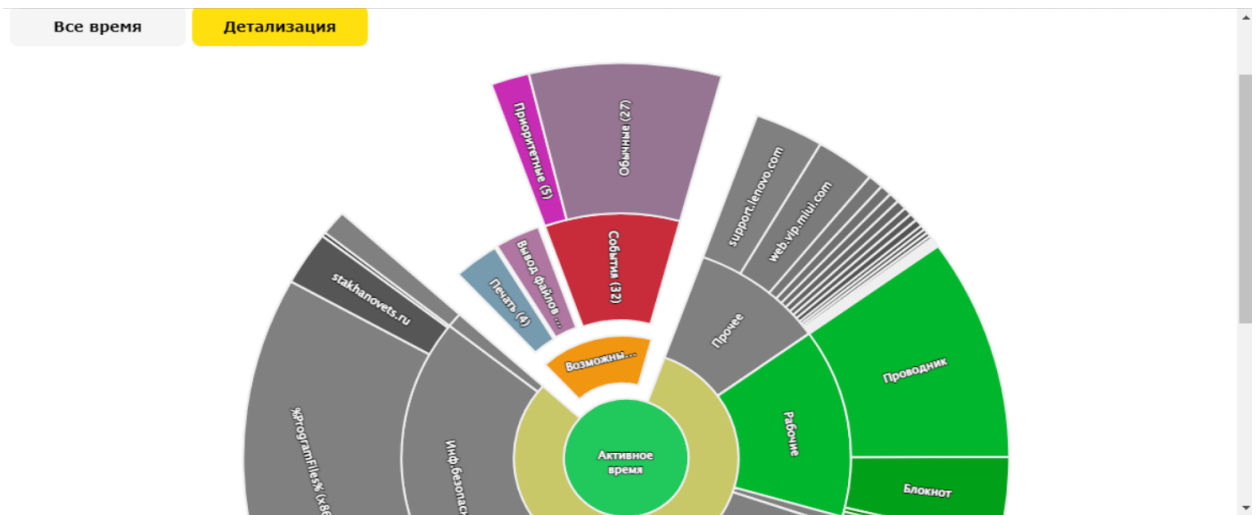 Все время
Детализация
Приоритетные (5)
Обычные (27)
События (32)
Вывод файлов ...
Печать (4)
Возможны...
support.lenovo.com
web.vip.miui.com
Прочее
Проводник
Рабочие
Блокнот
Активное
время
stakhanovets.ru
%ProgramFiles% (x86
Инф.безопасн